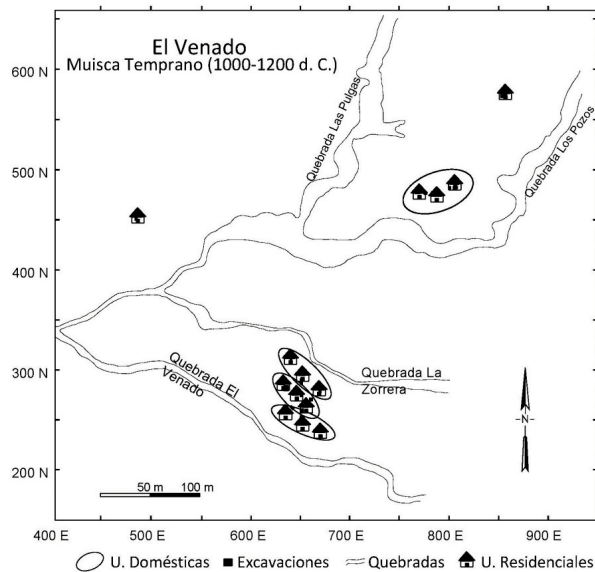 El Venado
Muisca Temprano (1000-1200 d. C.)
600 N
500 N
400 N
300 N
200 N
Quebrada Las Pulgas
Quebrada Los Pozos
Quebrada La
Zorrera
Quebrada El
Venado
N
50 m 100 m
400 E 500 E 600 E 700 E 800 E 900 E
U. Domésticas Excavaciones Quebradas U. Residenciales